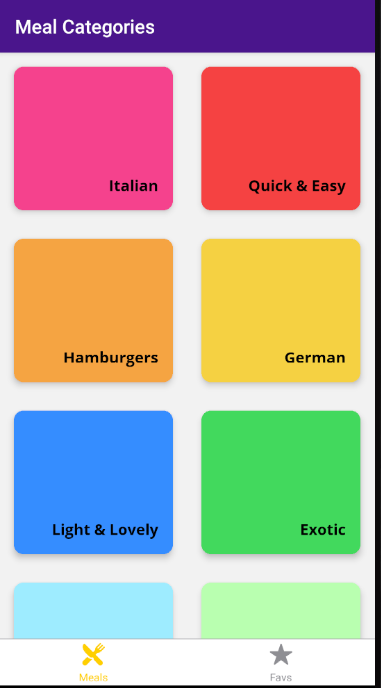 Meal Categories
Italian
Quick & Easy
Hamburgers
German
Light & Lovely
Exotic
Meals
Favs